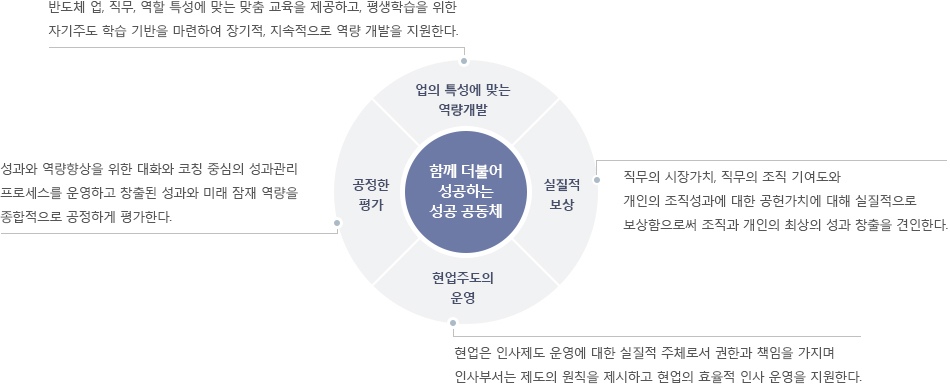 반도체 업, 직무, 역할 특성에 맞는 맞춤 교육을 제공하고, 평생학습을 위한
자기주도 학습 기반을 마련하여 장기적, 지속적으로 역량 개발을 지원한다.
업의 특성에 맞는
역량개발
성과와 역량향상을 위한 대화와 코칭 중심의 성과관리
프로세스를 운영하고 창출된 성과와 미래 잠재 역량을
종합적으로 공정하게 평가한다.
공정한
평가
함께 더불어
성공하는
성공 공동체
실질적
보상
직무의 시장가치, 직무의 조직 기여도와
개인의 조직성과에 대한 공헌가치에 대해 실질적으로
보상함으로써 조직과 개인의 최상의 성과 창출을 견인한다.
현업주도의
운영
현업은 인사제도 운영에 대한 실질적 주체로서 권한과 책임을 가지며
인사부서는 제도의 원칙을 제시하고 현업의 효율적 인사 운영을 지원한다.